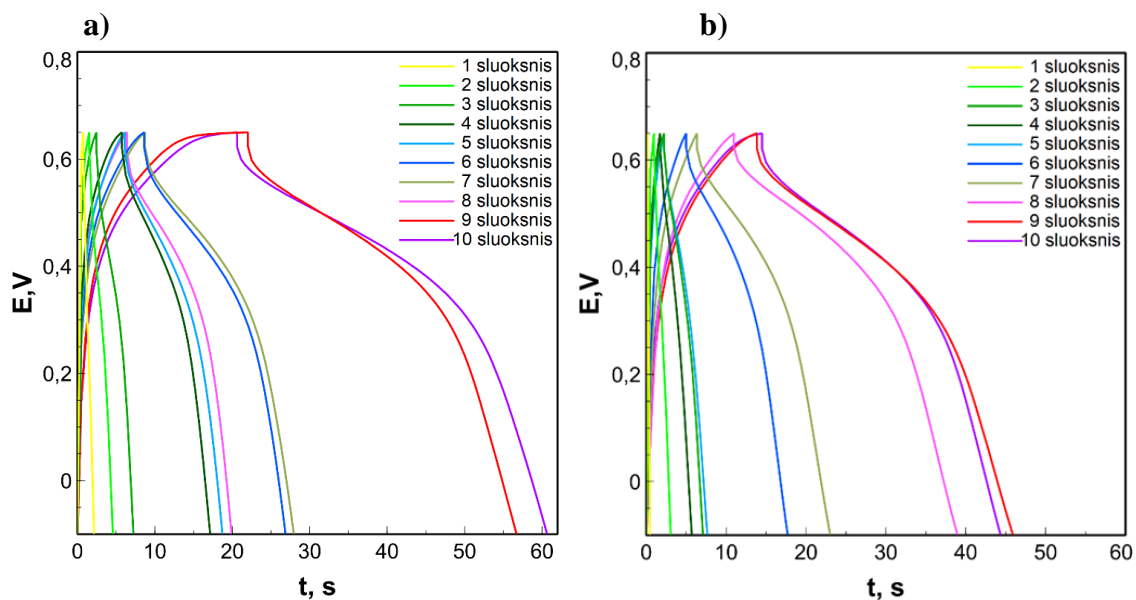 a)
0,8
0,6
0,4
0,2
0
E,V
1 sluoksnis
2 sluoksnis
3 sluoksnis
4 sluoksnis
5 sluoksnis
6 sluoksnis
7 sluoksnis
8 sluoksnis
9 sluoksnis
10 sluoksnis
0 10 20 30 40 50 60
t, s
b)
0,8
0,6
0,4
0,2
0
E,V
1 sluoksnis
2 sluoksnis
3 sluoksnis
4 sluoksnis
5 sluoksnis
6 sluoksnis
7 sluoksnis
8 sluoksnis
9 sluoksnis
10 sluoksnis
0 10 20 30 40 50 60
t, s